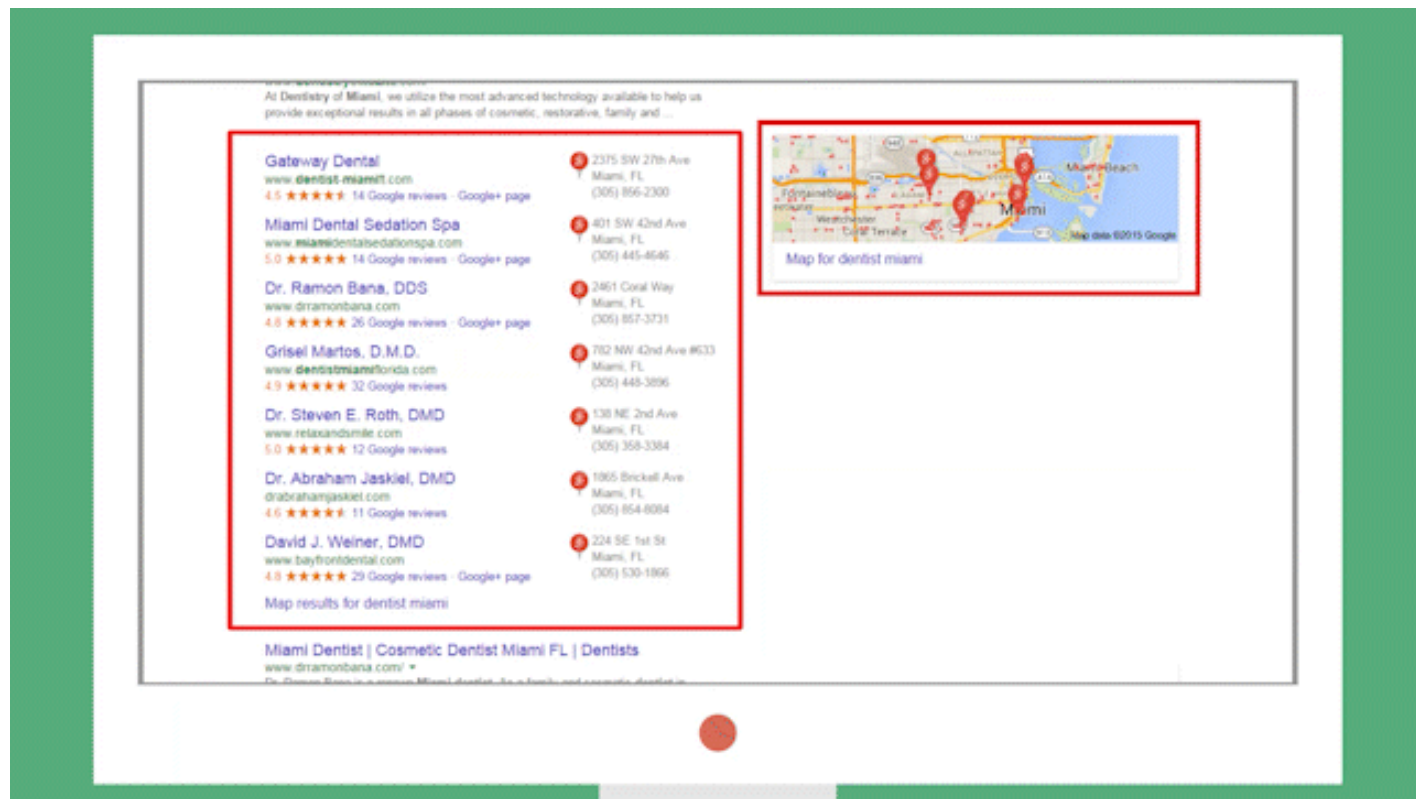 At Dentistry of Miami, we utilize the most advanced technology available to help us
provide exceptional results in all phases of cosmetic, restorative, family and ...
Gateway Dental
www.dentist-miamifl.com
4.5 ★★★★★ 14 Google reviews · Google+ page
2375 SW 27th Ave
Miami, FL
(305) 856-2300
Miami Dental Sedation Spa
www.miamidentalsedationspa.com
5.0 ★★★★★ 14 Google reviews · Google+ page
401 SW 42nd Ave
Miami, FL
(305) 445-4646
Dr. Ramon Bana, DDS
www.drramonbana.com
4.8 ★★★★★ 26 Google reviews · Google+ page
2461 Coral Way
Miami, FL
(305) 857-3731
Grisel Martos, D.M.D.
www.dentistmiamiflorida.com
4.9 ★★★★★ 32 Google reviews
782 NW 42nd Ave #633
Miami, FL
(305) 448-3896
Dr. Steven E. Roth, DMD
www.relaxandsmile.com
5.0 ★★★★★ 12 Google reviews
138 NE 2nd Ave
Miami, FL
(305) 358-3384
Dr. Abraham Jaskiel, DMD
drabrahamjaskiel.com
4.6 ★★★★★ 11 Google reviews
1865 Brickell Ave
Miami, FL
(305) 854-8084
David J. Weiner, DMD
www.bayfrontdental.com
4.8 ★★★★★ 29 Google reviews · Google+ page
224 SE 1st St
Miami, FL
(305) 530-1866
Map results for dentist miami
Miami Dentist | Cosmetic Dentist Miami FL | Dentists
www.drramonbana.com/
Miami Beach
Fontainebleau
Westchester
Coral Terrace
Miami
Map data ©2015 Google
Map for dentist miami